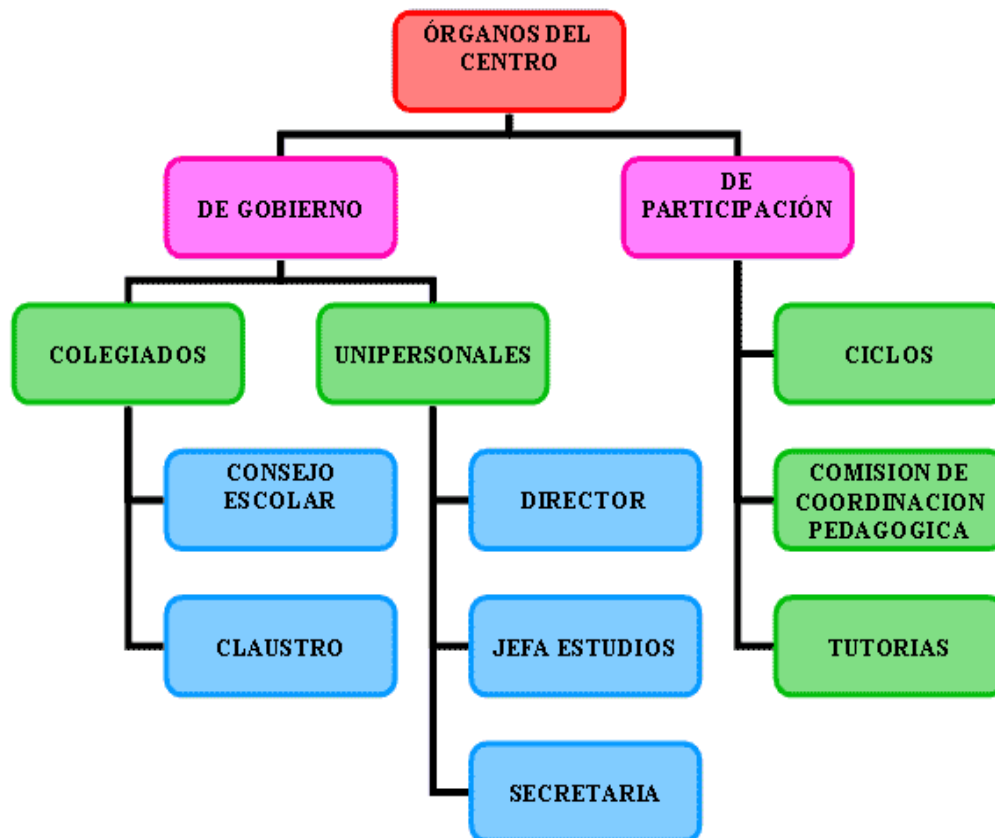 ÓRGANOS DEL
CENTRO
DE GOBIERNO
DE
PARTICIPACIÓN
COLEGIADOS
UNIPERSONALES
CICLOS
CONSEJO
ESCOLAR
DIRECTOR
COMISION DE
COORDINACION
PEDAGOGICA
CLAUSTRO
JEFA ESTUDIOS
TUTORIAS
SECRETARIA